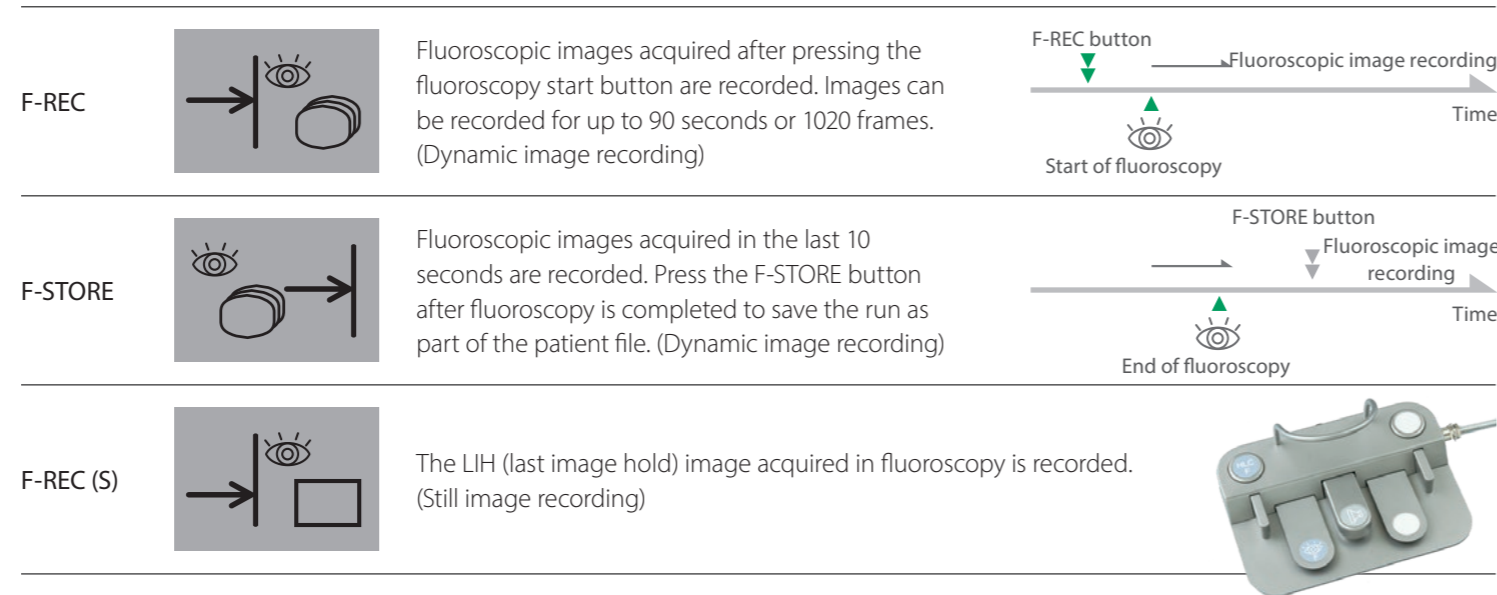 F-REC
Fluoroscopic images acquired after pressing the
fluoroscopy start button are recorded. Images can
be recorded for up to 90 seconds or 1020 frames.
(Dynamic image recording)
F-REC button
Fluoroscopic image recording
Time
Start of fluoroscopy
F-STORE
Fluoroscopic images acquired in the last 10
seconds are recorded. Press the F-STORE button
after fluoroscopy is completed to save the run as
part of the patient file. (Dynamic image recording)
F-STORE button
Fluoroscopic image
recording
Time
End of fluoroscopy
F-REC (S)
The LIH (last image hold) image acquired in fluoroscopy is recorded.
(Still image recording)